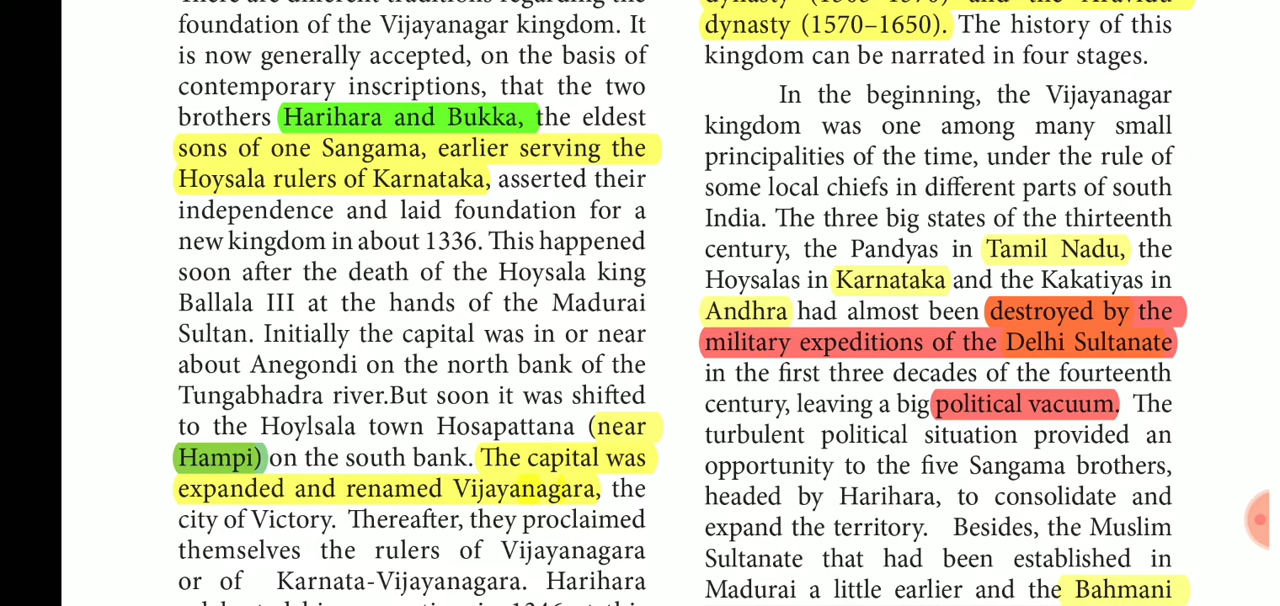 There are different traditions regarding the
foundation of the Vijayanagar kingdom. It
is now generally accepted, on the basis of
contemporary inscriptions, that the two
brothers Harihara and Bukka, the eldest
sons of one Sangama, earlier serving the
Hoysala rulers of Karnataka, asserted their
independence and laid foundation for a
new kingdom in about 1336. This happened
soon after the death of the Hoysala king
Ballala III at the hands of the Madurai
Sultan. Initially the capital was in or near
about Anegondi on the north bank of the
Tungabhadra river.But soon it was shifted
to the Hoylsala town Hosapattana (near
Hampi) on the south bank. The capital was
expanded and renamed Vijayanagara, the
city of Victory. Thereafter, they proclaimed
themselves the rulers of Vijayanagara
or of Karnata-Vijayanagara. Harihara
dynasty (1570–1650). The history of this
kingdom can be narrated in four stages.
In the beginning, the Vijayanagar
kingdom was one among many small
principalities of the time, under the rule of
some local chiefs in different parts of south
India. The three big states of the thirteenth
century, the Pandyas in Tamil Nadu, the
Hoysalas in Karnataka and the Kakatiyas in
Andhra had almost been destroyed by the
military expeditions of the Delhi Sultanate
in the first three decades of the fourteenth
century, leaving a big political vacuum. The
turbulent political situation provided an
opportunity to the five Sangama brothers,
headed by Harihara, to consolidate and
expand the territory. Besides, the Muslim
Sultanate that had been established in
Madurai a little earlier and the Bahmani